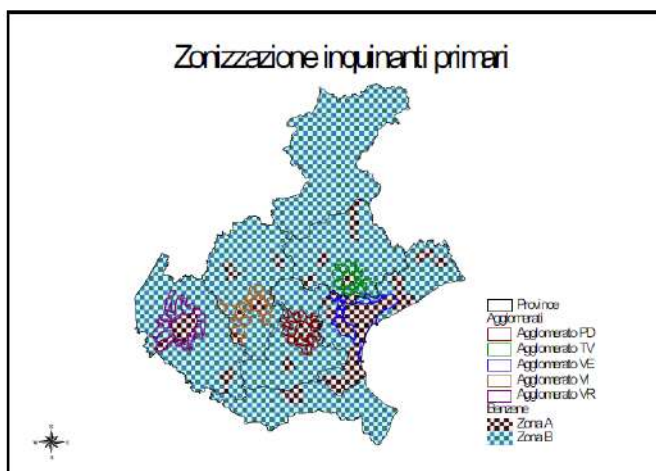 Zonizzazione inquinanti primari
Province
Agglomerati
Agglomerato PD
Agglomerato TV
Agglomerato VE
Agglomerato VI
Agglomerato VR
Benzene
Zona A
Zona B